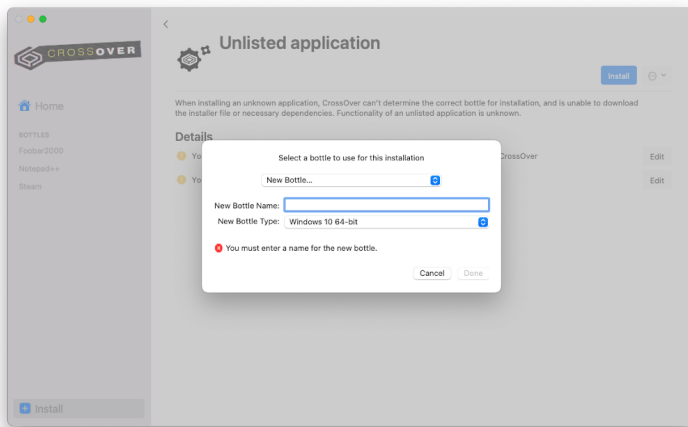 CROSSOVER
Home
BOTTLES
Foobar2000
Notepad++
Steam
Install
Unlisted application
Install
When installing an unknown application, CrossOver can't determine the correct bottle for installation, and is unable to download
the installer file or necessary dependencies. Functionality of an unlisted application is unknown.
Details
Yo
CrossOver
Edit
Yo
Edit
Select a bottle to use for this installation
New Bottle...
New Bottle Name:
New Bottle Type: Windows 10 64-bit
You must enter a name for the new bottle.
Cancel Done